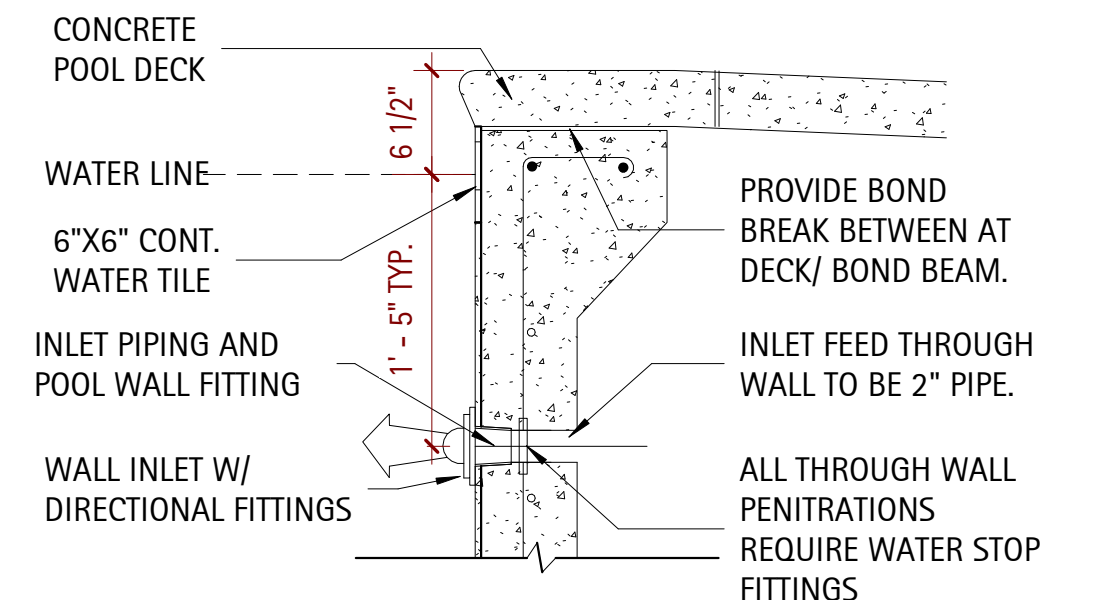 CONCRETE
POOL DECK
6 1/2"
WATER LINE
6"X6" CONT.
WATER TILE
1' - 5" TYP.
INLET PIPING AND
POOL WALL FITTING
WALL INLET W/
DIRECTIONAL FITTINGS
PROVIDE BOND
BREAK BETWEEN AT
DECK/ BOND BEAM.
INLET FEED THROUGH
WALL TO BE 2" PIPE.
ALL THROUGH WALL
PENITRATIONS
REQUIRE WATER STOP
FITTINGS